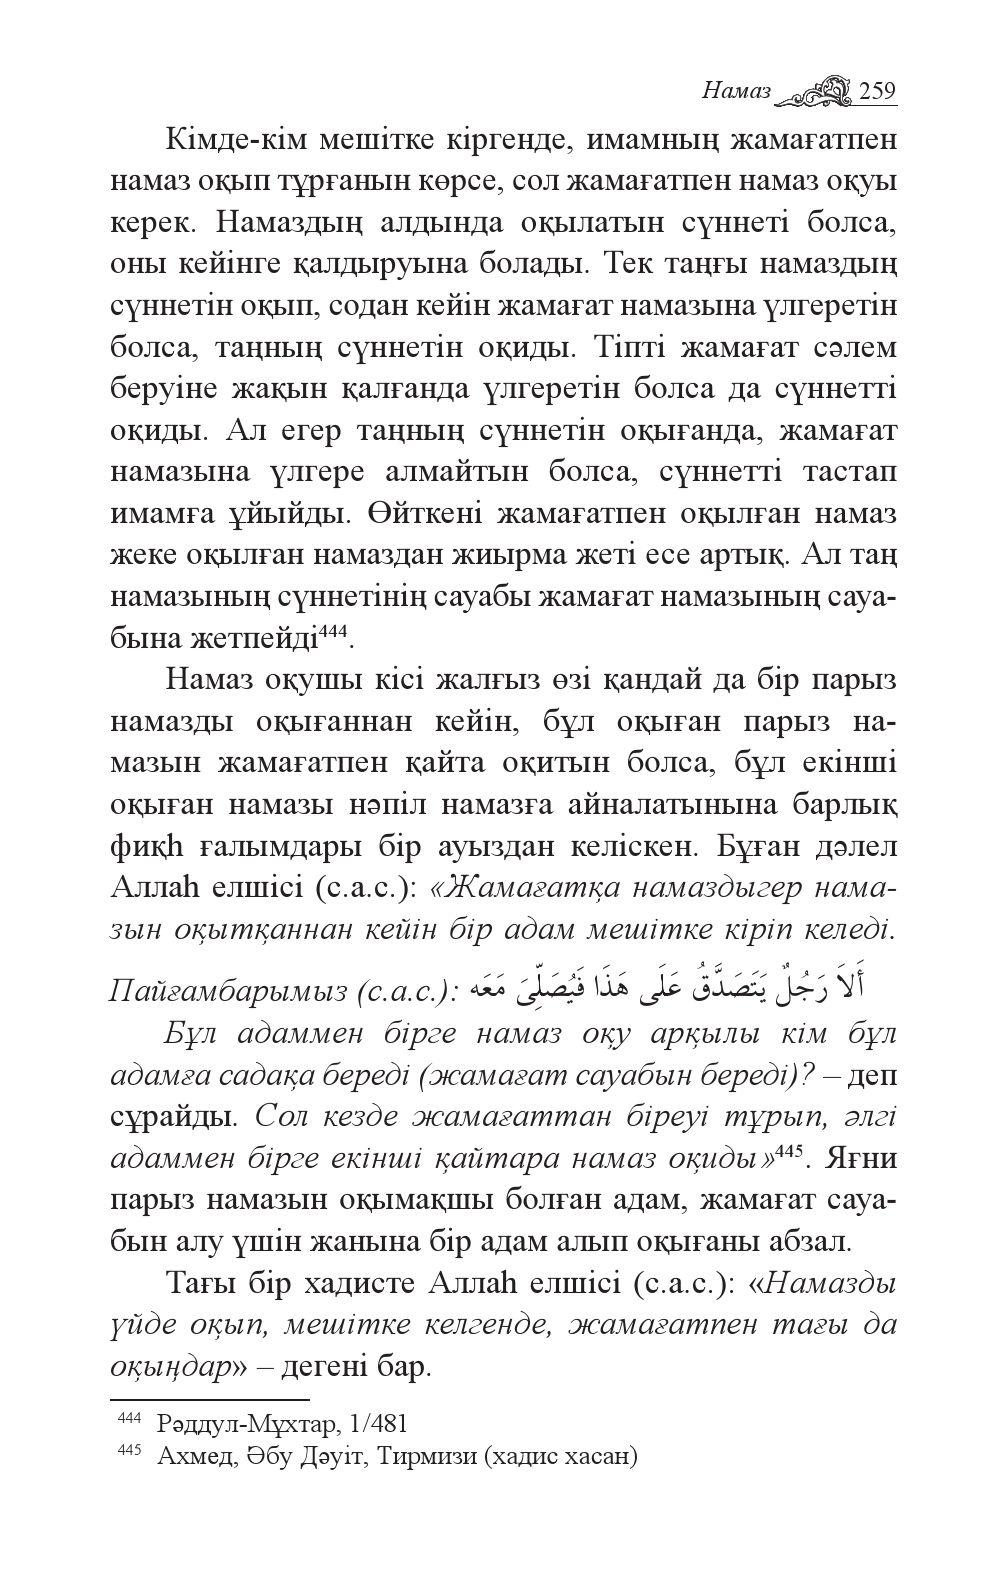 Намаз 259
Кімде-кім мешітке кіргенде, имамның жамағатпен
намаз оқып тұрғанын көрсе, сол жамағатпен намаз оқуы
керек. Намаздың алдында оқылатын сүннеті болса,
оны кейінге қалдыруына болады. Тек таңғы намаздың
сүннетін оқып, содан кейін жамағат намазына үлгеретін
болса, таңның сүннетін оқиды. Тіпті жамағат сәлем
беруіне жақын қалғанда үлгеретін болса да сүннетті
оқиды. Ал егер таңның сүннетін оқығанда, жамағат
намазына үлгере алмайтын болса, сүннетті тастап
имамға ұйыйды. Өйткені жамағатпен оқылған намаз
жеке оқылған намаздан жиырма жеті есе артық. Ал таң
намазының сүннетінің сауабы жамағат намазының сауа-
бына жетпейді⁴⁴⁴.
Намаз оқушы кісі жалғыз өзі қандай да бір парыз
намазды оқығаннан кейін, бұл оқыған парыз на-
мазын жамағатпен қайта оқитын болса, бұл екінші
оқыған намазы нәпіл намазға айналатынына барлық
фиқһ ғалымдары бір ауыздан келіскен. Бұған дәлел
Аллаһ елшісі (с.а.с.): «Жамағатқа намаздыгер нама-
зын оқытқаннан кейін бір адам мешітке кіріп келеді.
Пайғамбарымыз (с.а.с.): أَلاَ رَجُلٌ يَتَصَدَّقُ عَلَى هَذَا فَيُصَلِّىَ مَعَه
Бұл адаммен бірге намаз оқу арқылы кім бұл
адамға садақа береді (жамағат сауабын береді)? – деп
сұрайды. Сол кезде жамағаттан біреуі тұрып, әлгі
адаммен бірге екінші қайтара намаз оқиды»⁴⁴⁵. Яғни
парыз намазын оқымақшы болған адам, жамағат сауа-
бын алу үшін жанына бір адам алып оқығаны абзал.
Тағы бір хадисте Аллаһ елшісі (с.а.с.): «Намазды
үйде оқып, мешітке келгенде, жамағатпен тағы да
оқыңдар» – дегені бар.
444 Рәддул-Мұхтар, 1/481
445 Ахмед, Әбу Дәуіт, Тирмизи (хадис хасан)